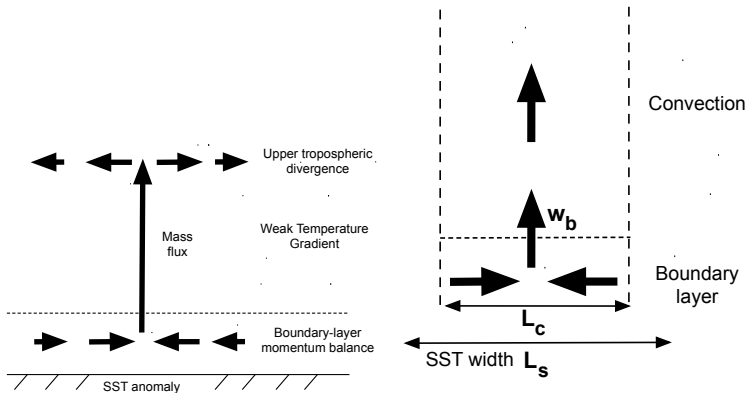 Upper tropospheric
divergence
Mass
flux
Weak Temperature
Gradient
Boundary-layer
momentum balance
SST anomaly
Convection
w_b
Boundary
layer
L_c
SST width L_s